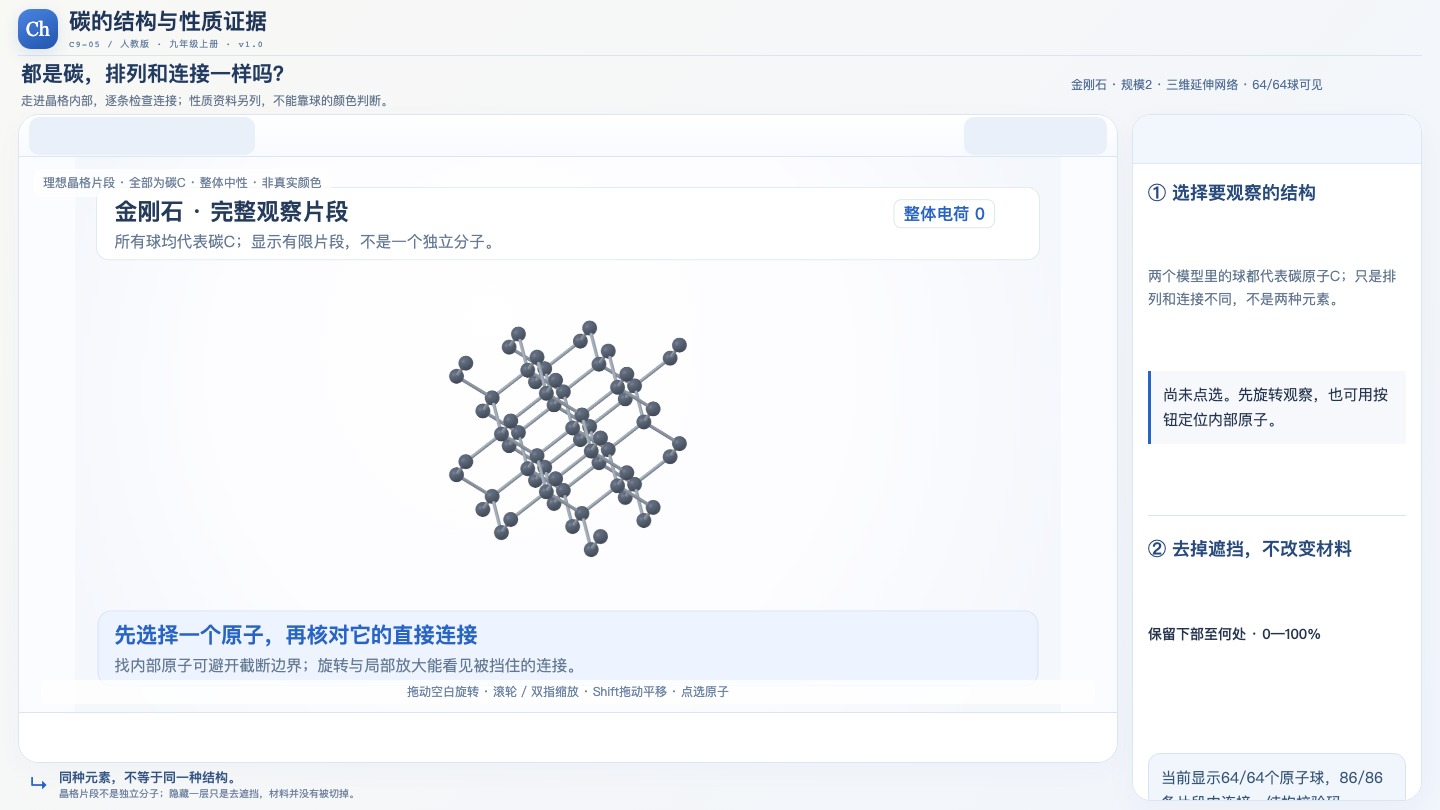 Ch
碳的结构与性质证据
C9-05 / 人教版 · 九年级上册 · v1.0
都是碳，排列和连接一样吗?
走进晶格内部，逐条检查连接；性质资料另列，不能靠球的颜色判断。
金刚石 · 规模2 · 三维延伸网络 · 64/64球可见
理想晶格片段 · 全部为碳C · 整体中性 · 非真实颜色
金刚石 · 完整观察片段
整体电荷 0
所有球均代表碳C；显示有限片段，不是一个独立分子。
先选择一个原子，再核对它的直接连接
找内部原子可避开截断边界；旋转与局部放大能看见被挡住的连接。
拖动空白旋转 · 滚轮 / 双指缩放 · Shift拖动平移 · 点选原子
① 选择要观察的结构
两个模型里的球都代表碳原子C；只是排
列和连接不同，不是两种元素。
尚未点选。先旋转观察，也可用按
钮定位内部原子。
② 去掉遮挡，不改变材料
保留下部至何处 · 0—100%
当前显示64/64个原子球，86/86
同种元素，不等于同一种结构。
晶格片段不是独立分子；隐藏一层只是去遮挡，材料并没有被切掉。